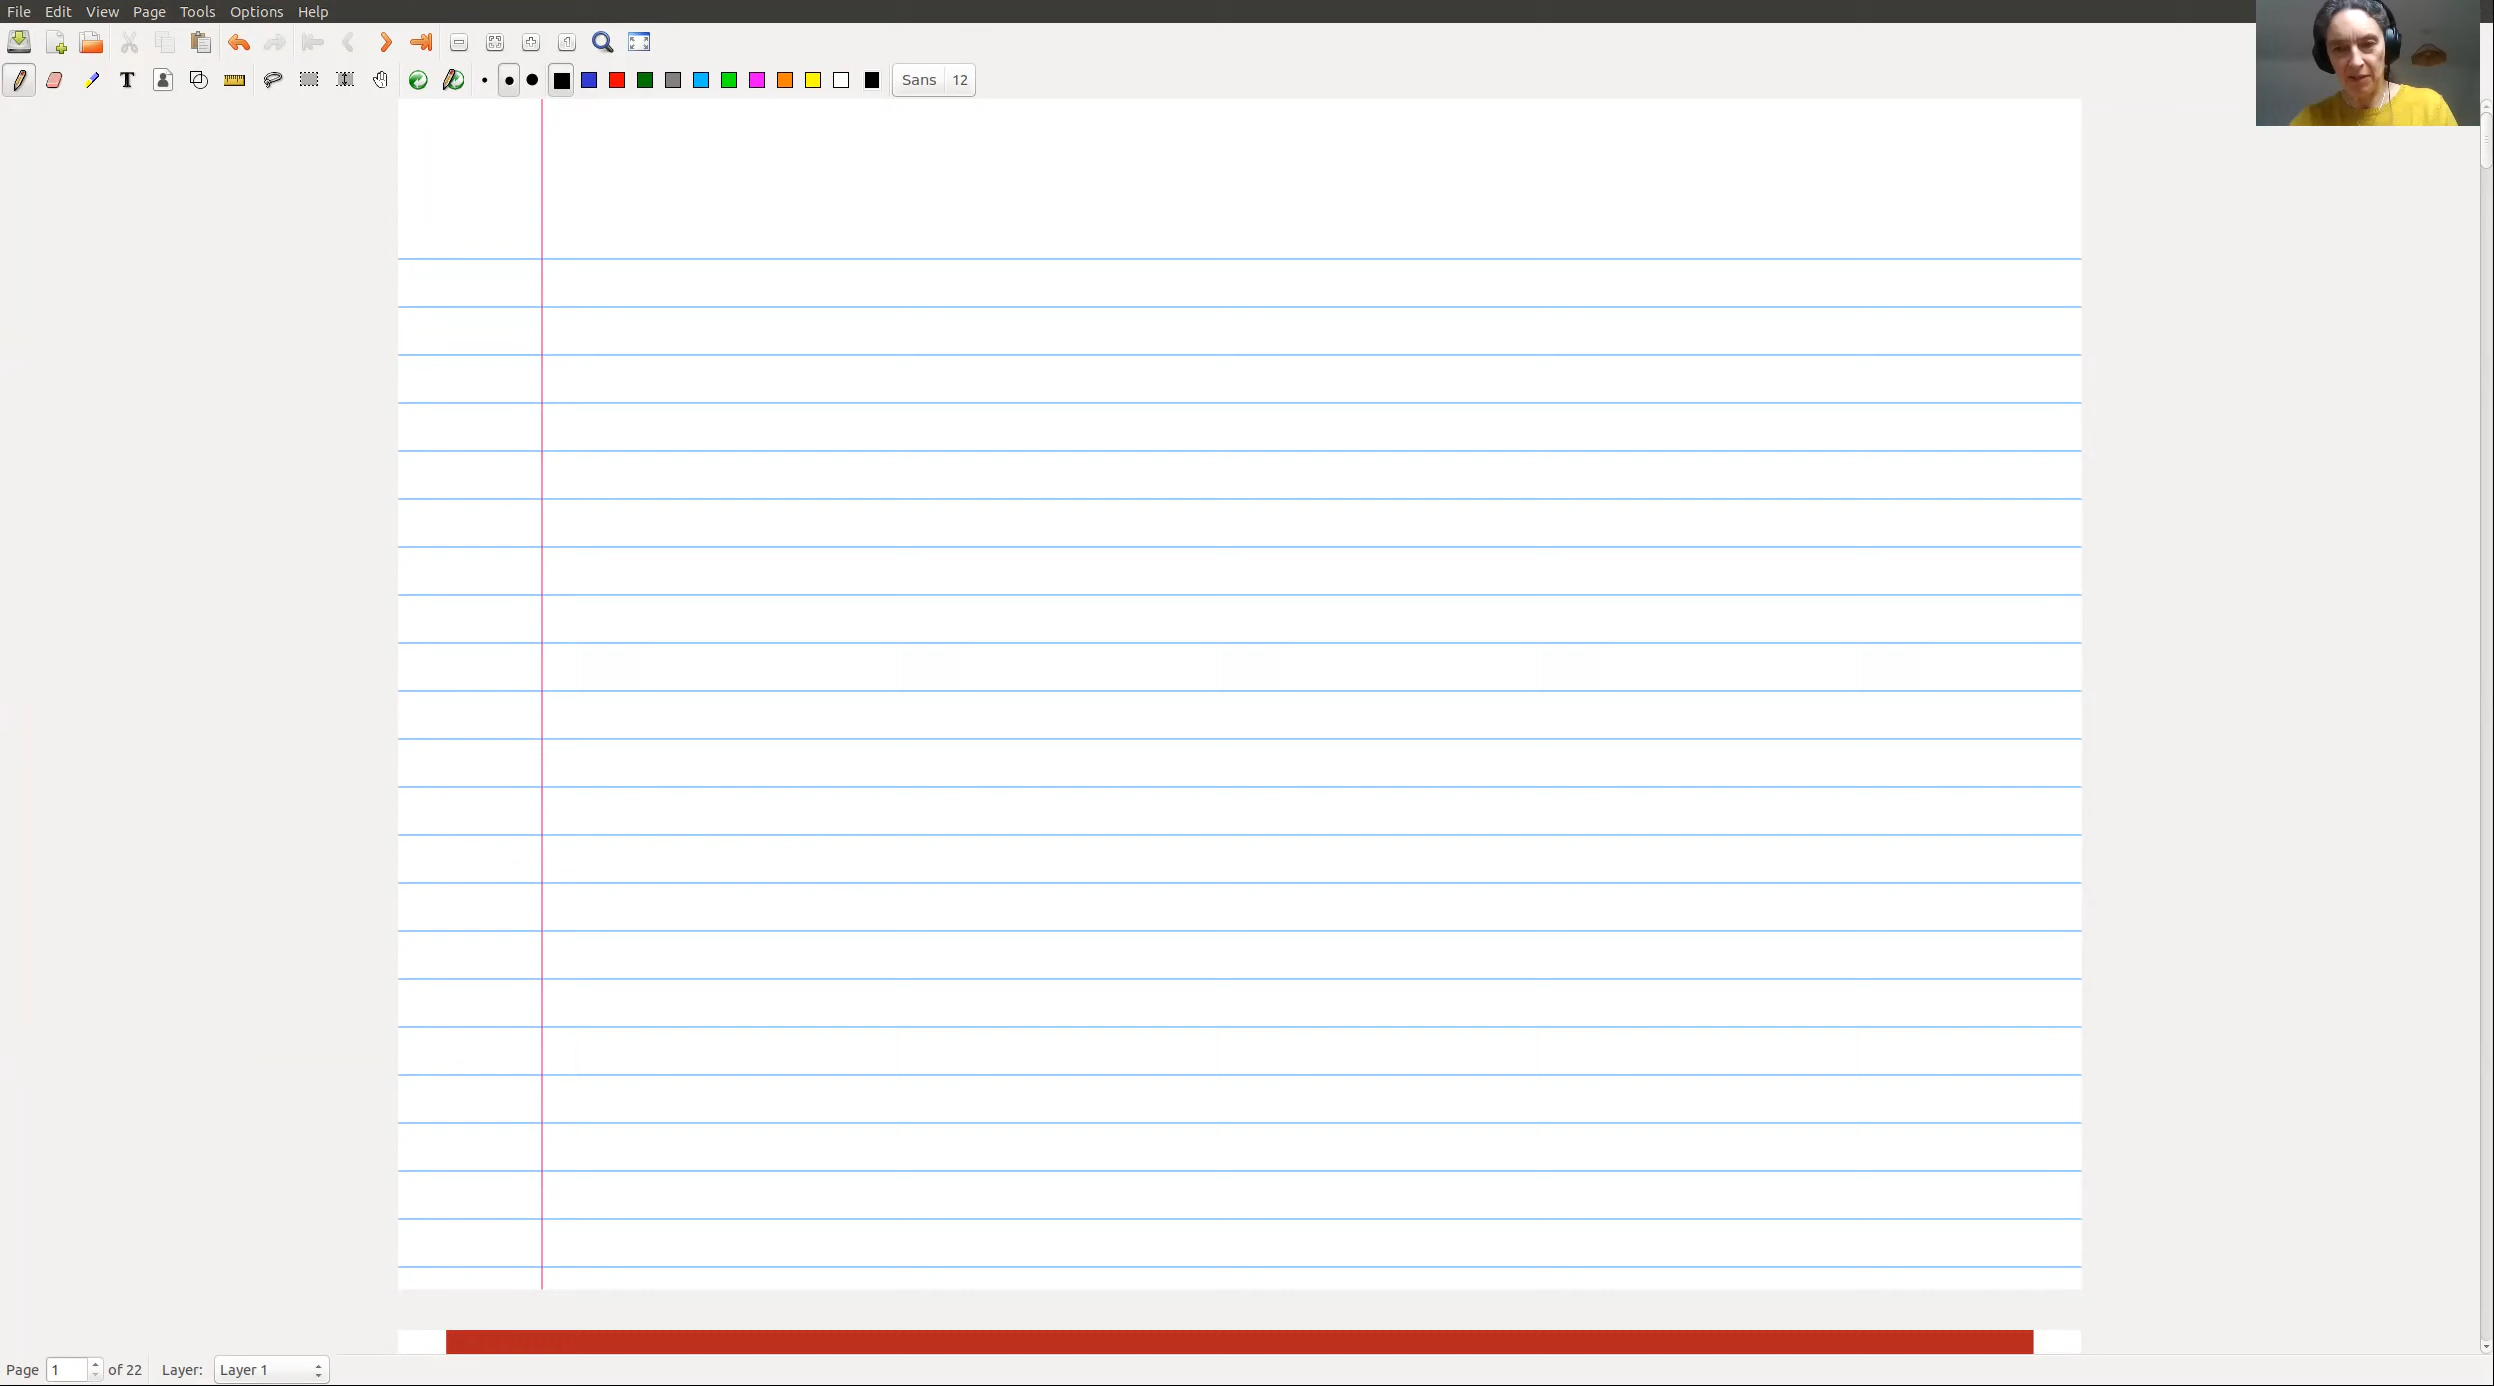 File Edit View Page Tools Options Help
Sans 12
Page 1 of 22 Layer: Layer 1